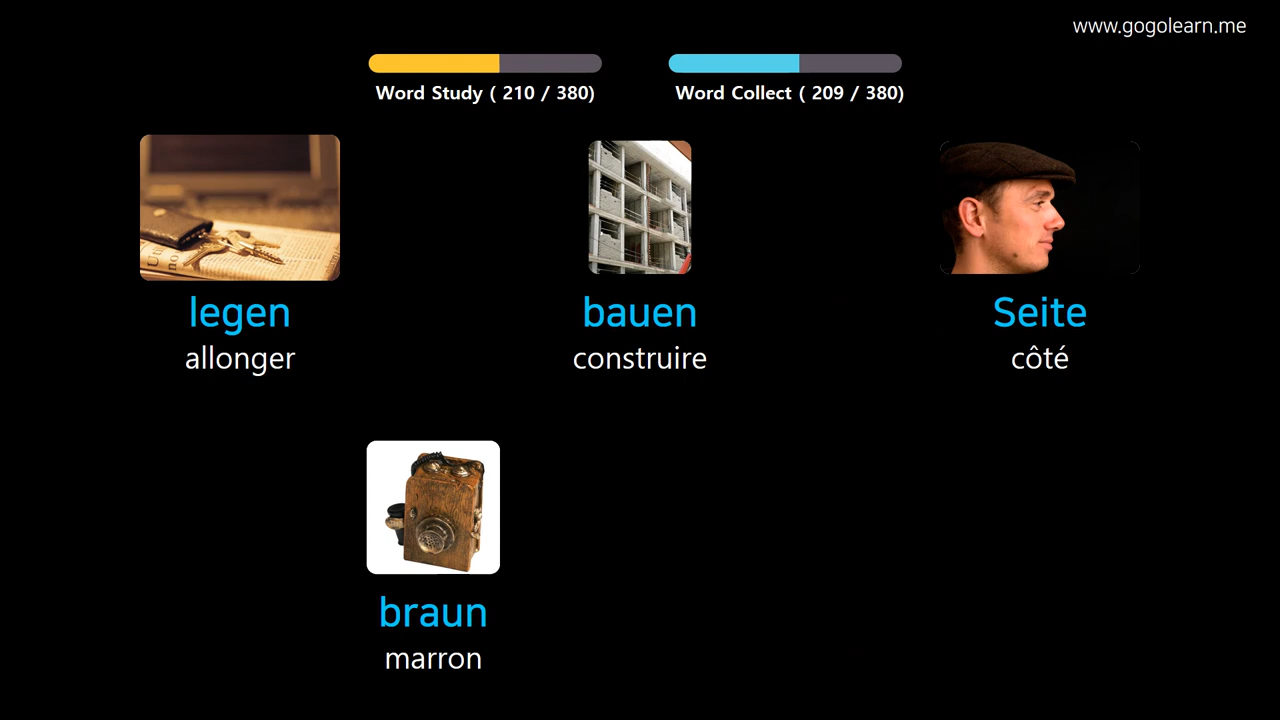 www.gogolearn.me
Word Study ( 210 / 380)
Word Collect ( 209 / 380)
legen
allonger
bauen
construire
Seite
côté
braun
marron